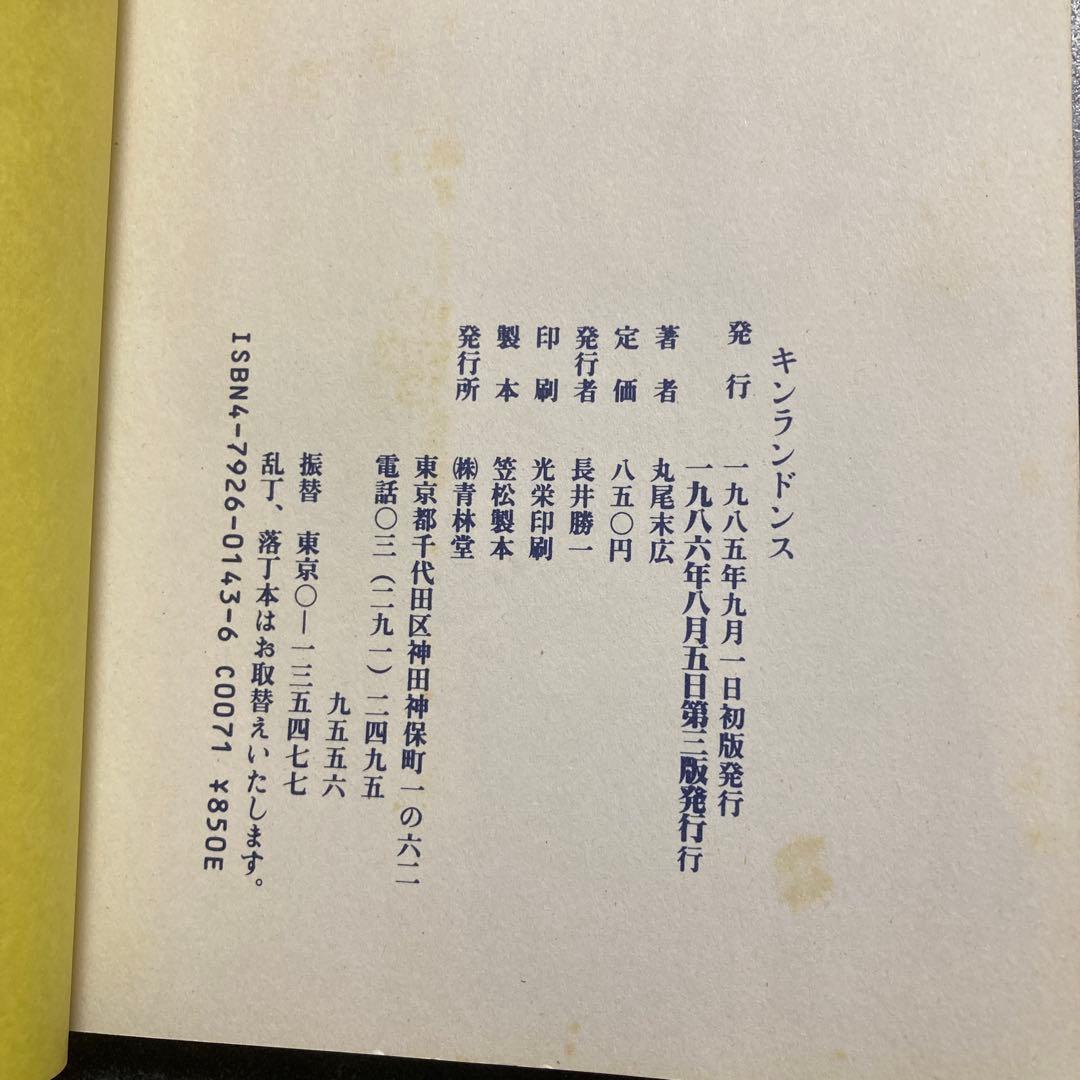 キンランドンス
発行 一九八五年九月一日初版発行
一九八六年八月五日第三版発行行
著者 丸尾末広
定価 八五〇円
発行者 長井勝一
印刷 光栄印刷
製本 笠松製本
発行所 ㈱青林堂
東京都千代田区神田神保町一の六二
電話〇三(二九一)二四九五
九五五六
振替 東京〇―一三五四七七
乱丁、落丁本はお取替えいたします。
ISBN4-7926-0143-6 C0071 ¥850E